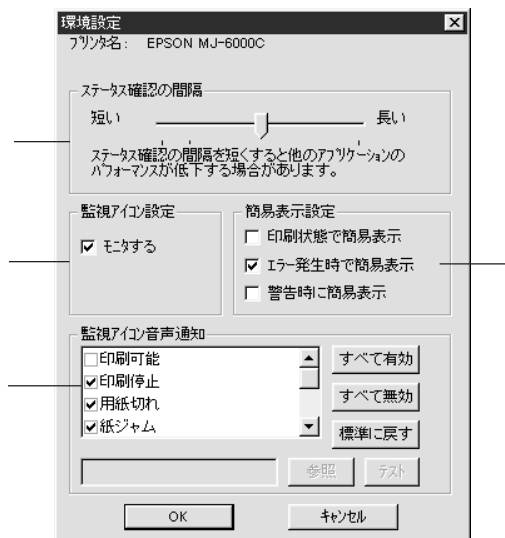 環境設定
プリンタ名： EPSON MJ-6000C
ステータス確認の間隔
短い 長い
ステータス確認の間隔を短くすると他のアプリケーションの
パフォーマンスが低下する場合があります。
監視アイコン設定
モニタする
簡易表示設定
印刷状態で簡易表示
エラー発生時で簡易表示
警告時に簡易表示
監視アイコン音声通知
印刷可能
印刷停止
用紙切れ
紙ジャム
すべて有効
すべて無効
標準に戻す
参照 テスト
OK キャンセル